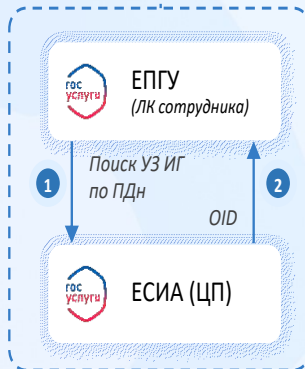 гос
услуги
ЕПГУ
(ЛК сотрудника)
1
Поиск УЗ ИГ
по ПДн
2
OID
гос
услуги
ЕСИА (ЦП)